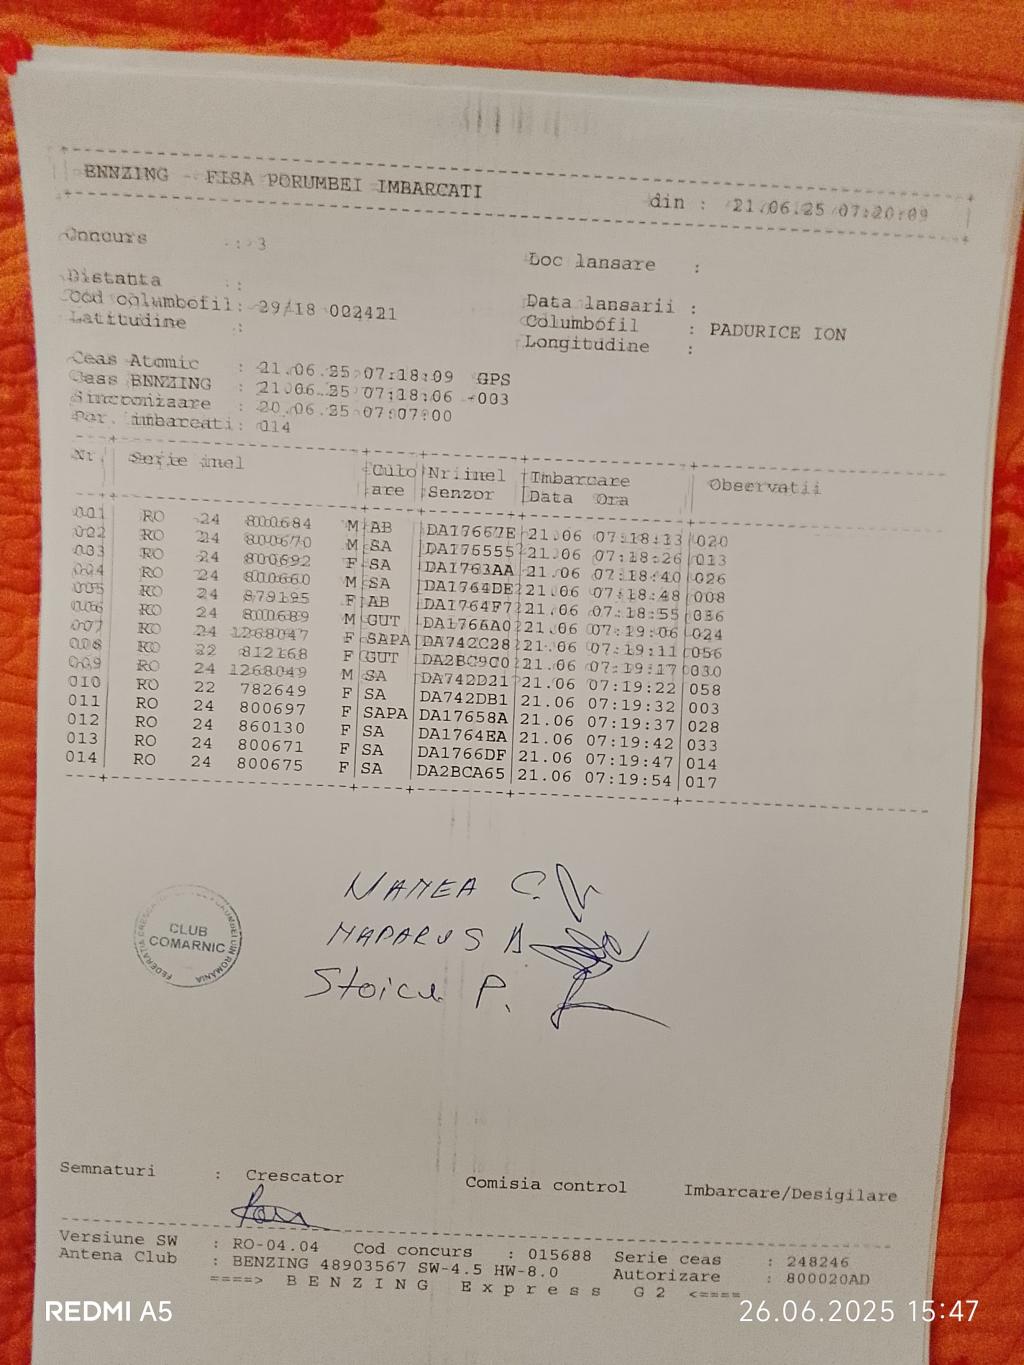 BENZING - FISA PORUMBEI IMBARCATI din : 21.06.25 07:20:09
Concurs : 3 Loc lansare :
Distanta : Data lansarii :
Cod columbofil: 29/18 002421 Columbofil : PADURICE ION
Latitudine : Longitudine :
Ceas Atomic : 21.06.25 07:18:09 GPS
Ceas BENZING : 21.06.25 07:18:06 -003
Sincronizare : 20.06.25 07:07:00
Por. imbarcati: 014
Nr Serie inel Culo Nr inel Imbarcare Observatii
are Senzor Data Ora
001 RO 24 800684 M AB DA17667E 21.06 07:18:13 020
002 RO 24 800670 M SA DA176555 21.06 07:18:26 013
003 RO 24 800692 F SA DA1763AA 21.06 07:18:40 026
004 RO 24 800660 M SA DA1764DE 21.06 07:18:48 008
005 RO 24 879195 F AB DA1764F7 21.06 07:18:55 036
006 RO 24 800689 M GUT DA1766A0 21.06 07:19:06 024
007 RO 24 1268047 F SAPA DA742C28 21.06 07:19:11 056
008 RO 22 812168 F GUT DA2BC9C0 21.06 07:19:17 030
009 RO 24 1268049 M SA DA742D21 21.06 07:19:22 058
010 RO 22 782649 F SA DA742DB1 21.06 07:19:32 003
011 RO 24 800697 F SAPA DA17658A 21.06 07:19:37 028
012 RO 24 860130 F SA DA1764EA 21.06 07:19:42 033
013 RO 24 800671 F SA DA1766DF 21.06 07:19:47 014
014 RO 24 800675 F SA DA2BCA65 21.06 07:19:54 017
NAMEA C.
MAPARUS A
Stoicu P.
CLUB
COMARNIC
Semnaturi : Crescator Comisia control Imbarcare/Desigilare
Versiune SW : RO-04.04 Cod concurs : 015688 Serie ceas : 248246
Antena Club : BENZING 48903567 SW-4.5 HW-8.0 Autorizare : 800020AD
====> B E N Z I N G E x p r e s s G 2 <====
REDMI A5 26.06.2025 15:47